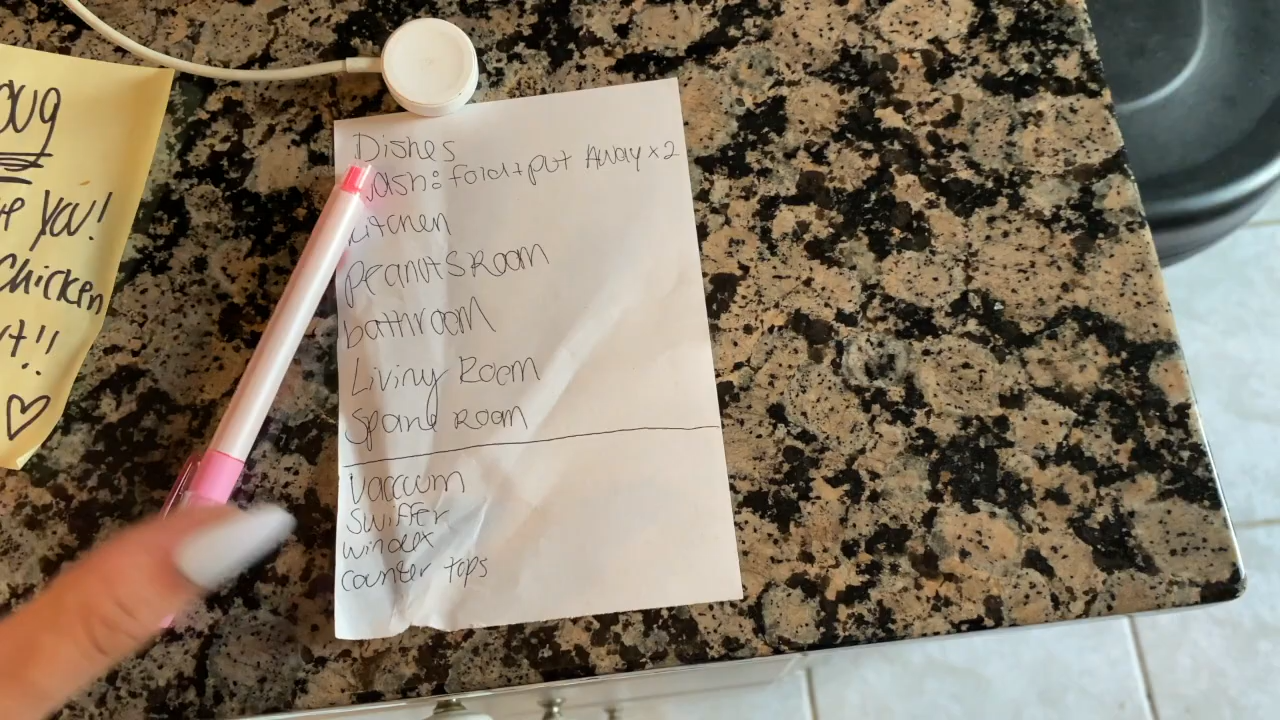 Dishes
fold + put Away x2
kitchen
peanuts Room
bathroom
Living Room
Spare Room
Vaccum
Swiffer
windex
counter tops
oug
YOU!
chicken